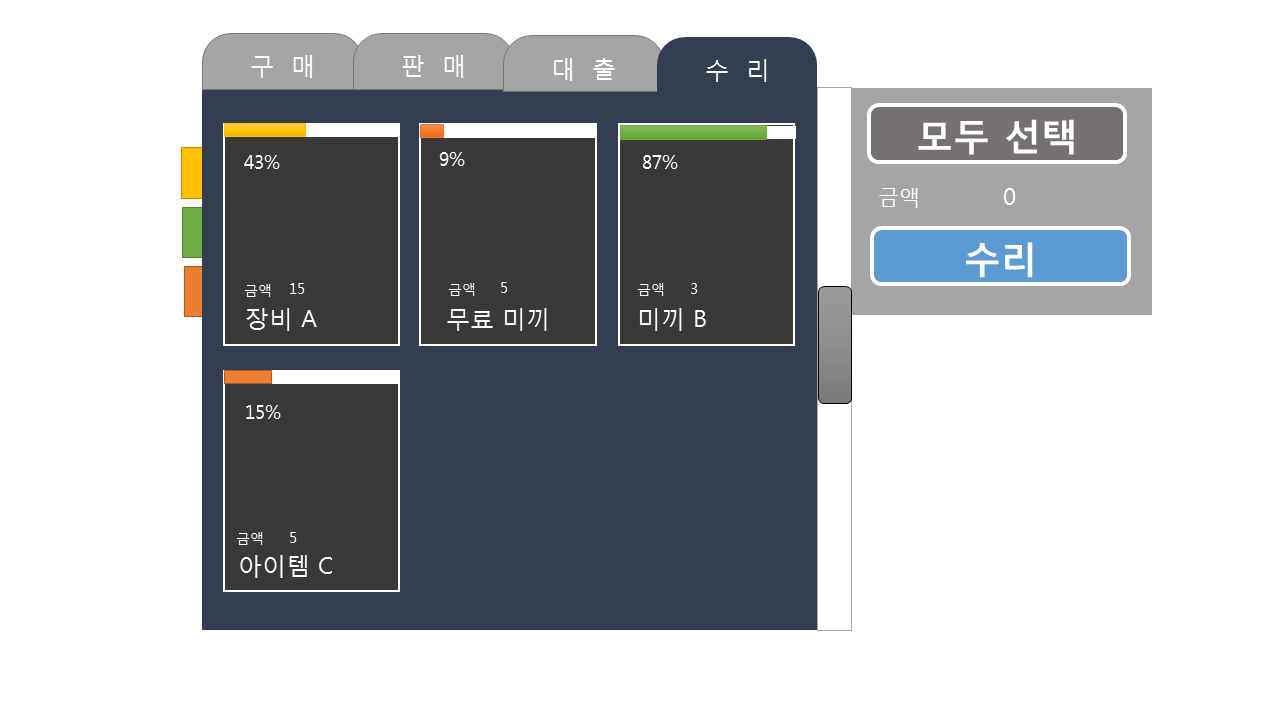 구 매
판 매
대 출
수 리
43%
금액 15
장비 A
9%
금액 5
무료 미끼
87%
금액 3
미끼 B
15%
금액 5
아이템 C
모두 선택
금액 0
수리